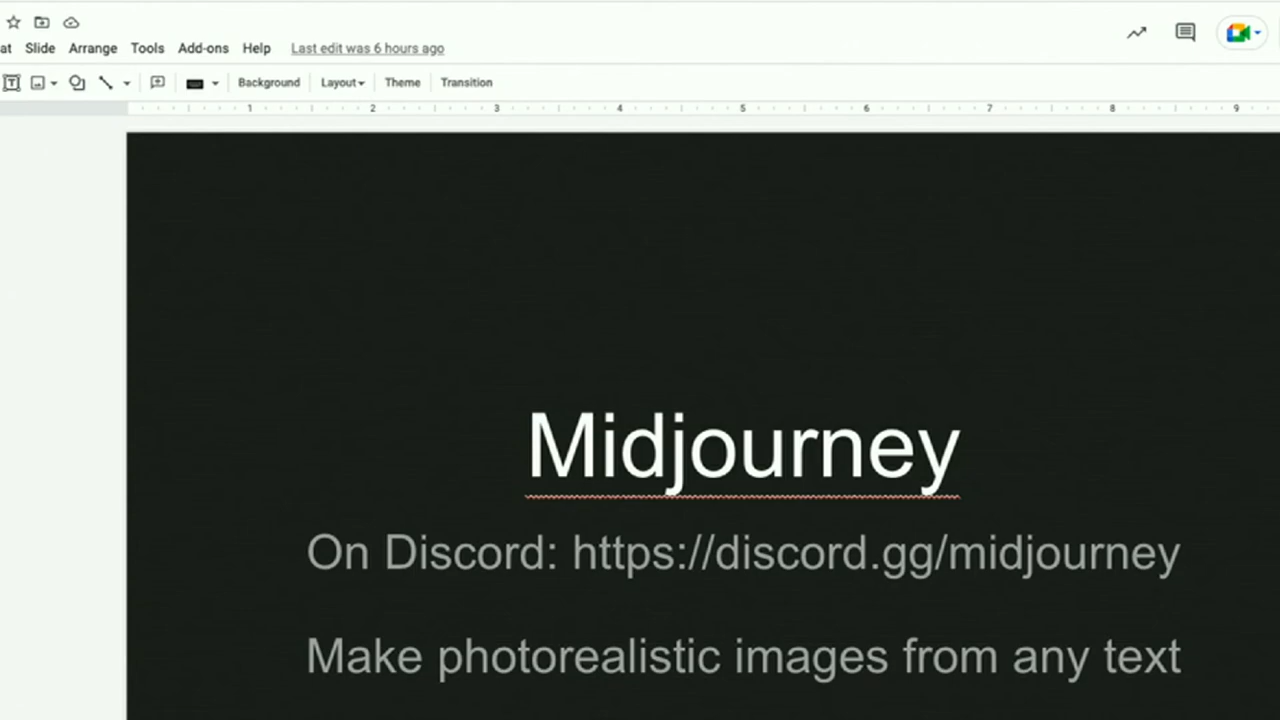 at Slide Arrange Tools Add-ons Help Last edit was 6 hours ago
Background Layout Theme Transition
1 2 3 4 5 6 7 8 9
Midjourney
On Discord: https://discord.gg/midjourney
Make photorealistic images from any text